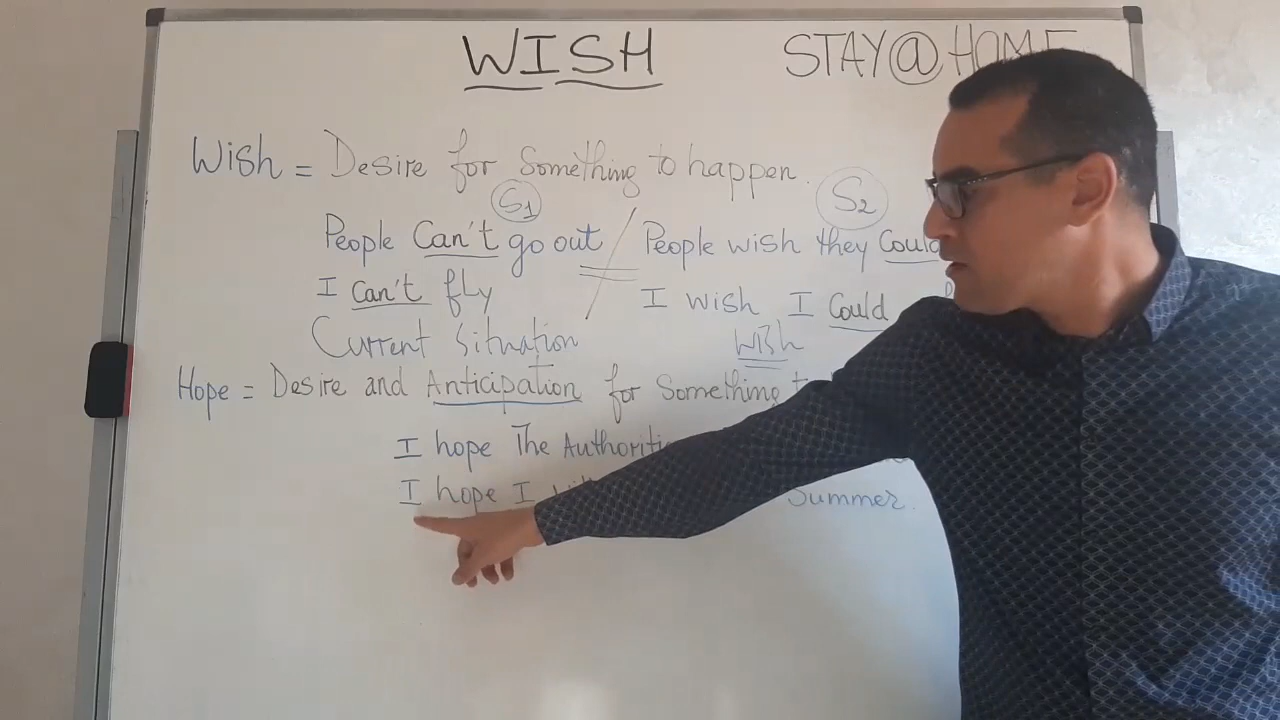 WISH STAY@HOME
Wish = Desire for Something to happen.
S1 S2
People Can't go out / People wish they Could
I can't fly I wish I Could
Current Situation WISH
Hope = Desire and Anticipation for Something
I hope The
I hope I Summer.